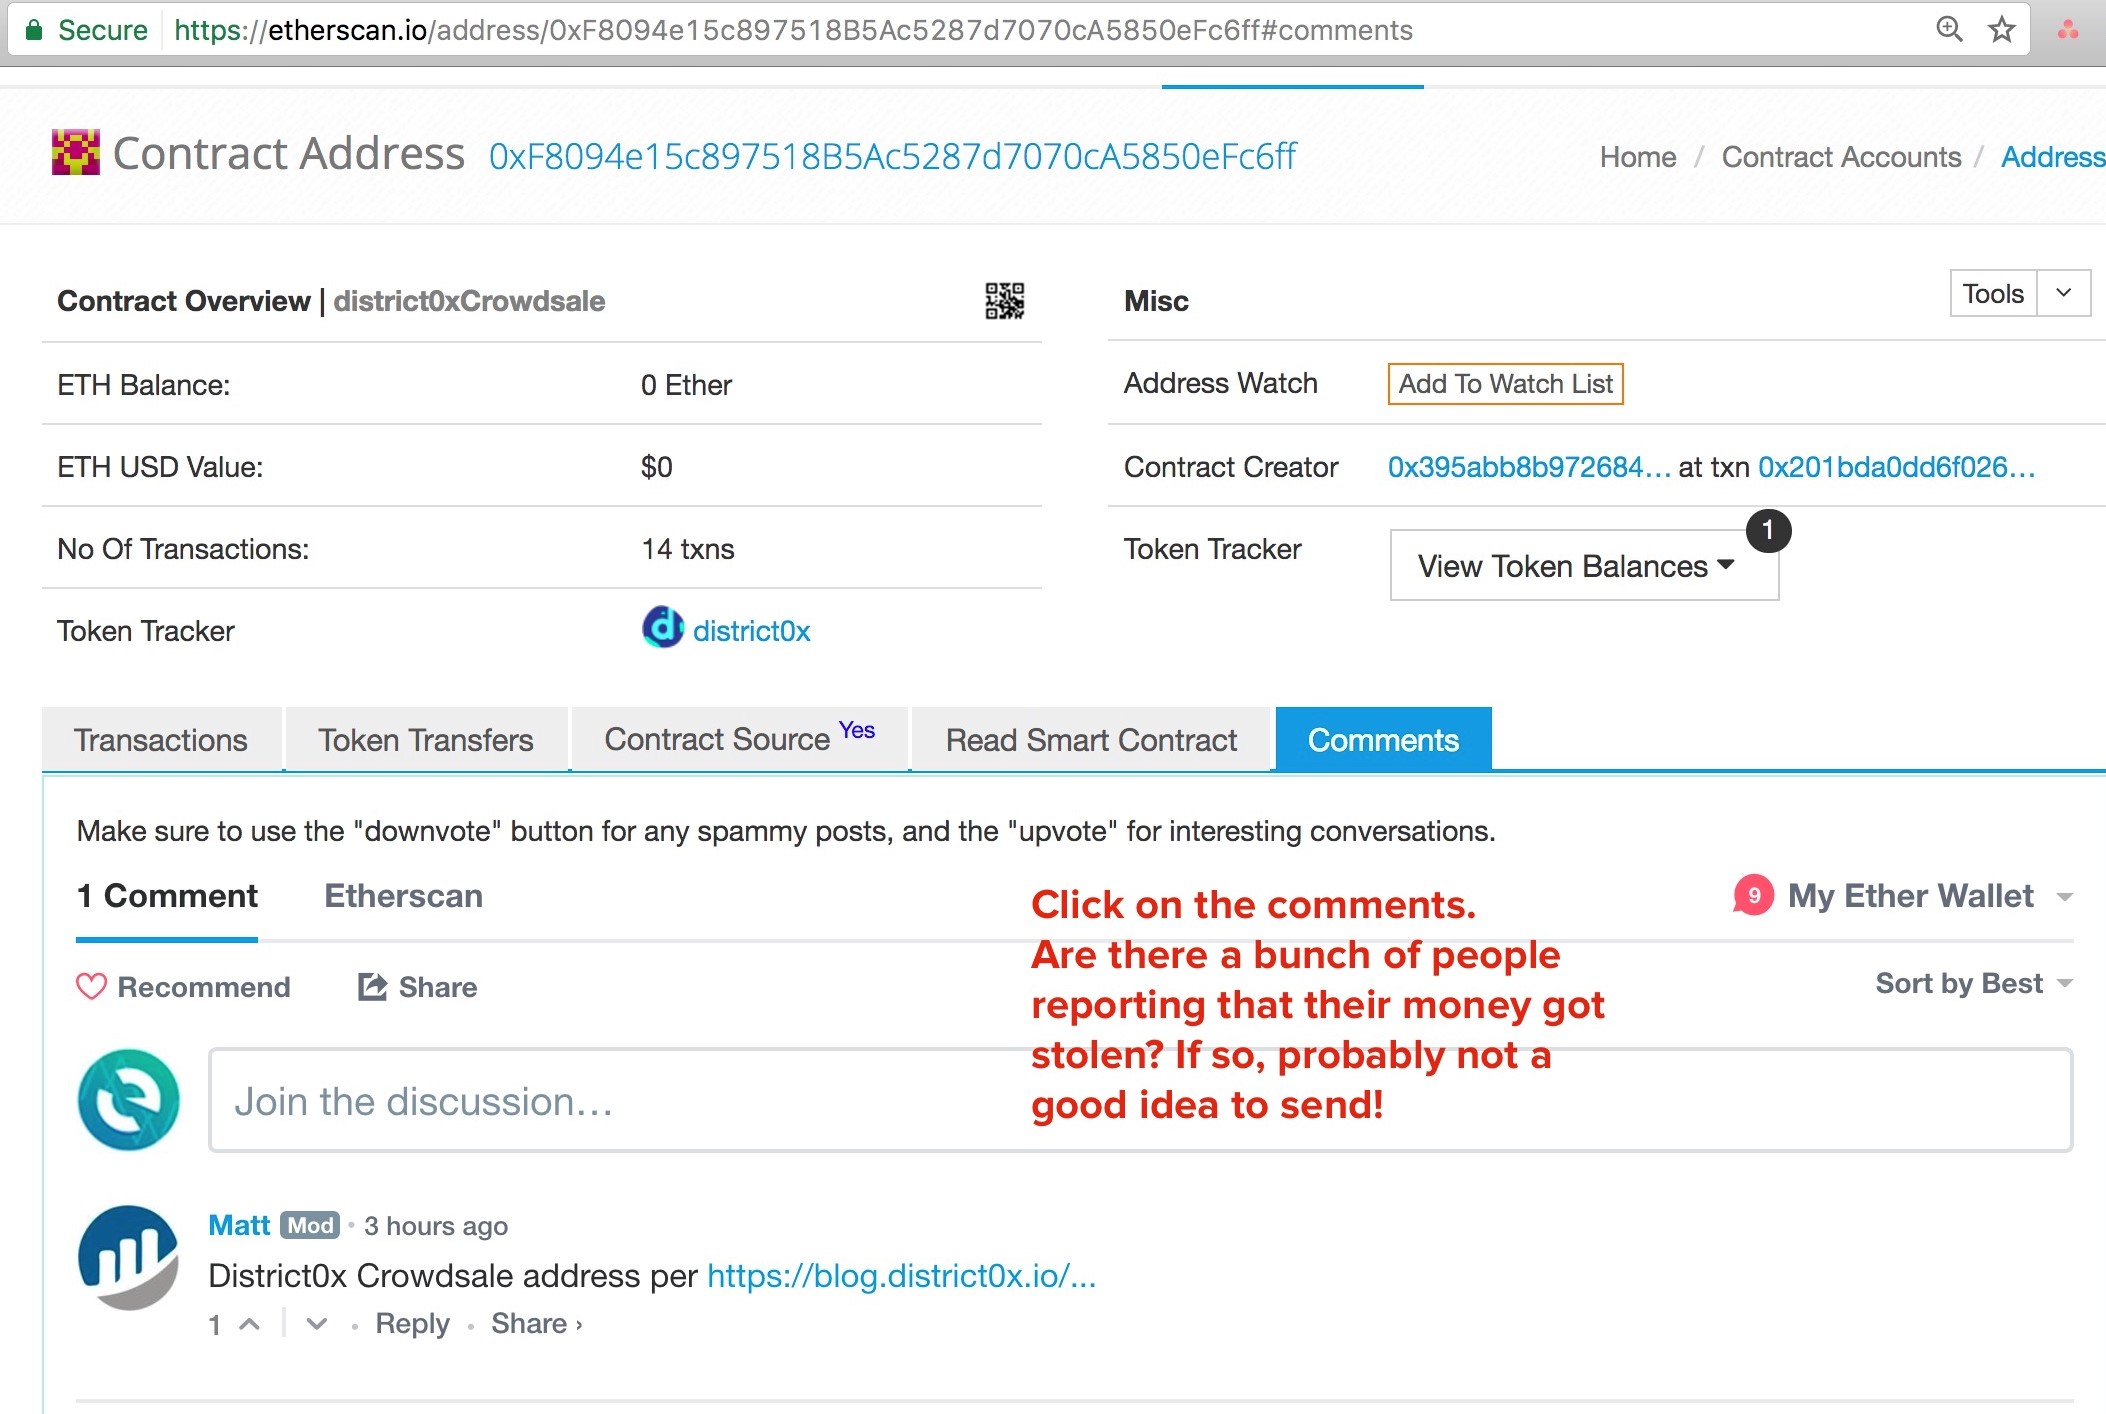 Secure https://etherscan.io/address/0xF8094e15c897518B5Ac5287d7070cA5850eFc6ff#comments
Contract Address 0xF8094e15c897518B5Ac5287d7070cA5850eFc6ff
Home / Contract Accounts / Address
Contract Overview | district0xCrowdsale
ETH Balance: 0 Ether
ETH USD Value: $0
No Of Transactions: 14 txns
Token Tracker district0x
Misc
Tools
Address Watch Add To Watch List
Contract Creator 0x395abb8b972684... at txn 0x201bda0dd6f026...
Token Tracker View Token Balances 1
Transactions Token Transfers Contract Source Yes Read Smart Contract Comments
Make sure to use the "downvote" button for any spammy posts, and the "upvote" for interesting conversations.
1 Comment Etherscan
9 My Ether Wallet
Recommend Share
Sort by Best
Click on the comments.
Are there a bunch of people
reporting that their money got
stolen? If so, probably not a
good idea to send!
Join the discussion...
Matt Mod • 3 hours ago
District0x Crowdsale address per https://blog.district0x.io/...
1 • Reply • Share ›